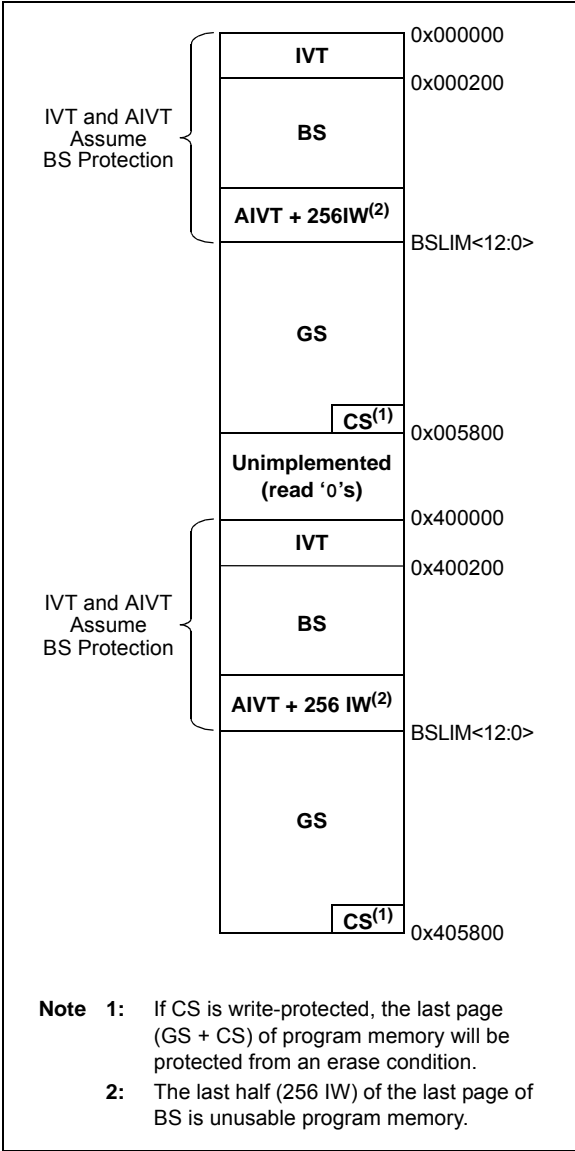 0x000000
IVT
0x000200
IVT and AIVT
Assume
BS Protection
BS
AIVT + 256IW(2)
BSLIM<12:0>
GS
CS(1)
0x005800
Unimplemented
(read ‘0’s)
0x400000
IVT
0x400200
IVT and AIVT
Assume
BS Protection
BS
AIVT + 256 IW(2)
BSLIM<12:0>
GS
CS(1)
0x405800
Note 1: If CS is write-protected, the last page
(GS + CS) of program memory will be
protected from an erase condition.
2: The last half (256 IW) of the last page of
BS is unusable program memory.